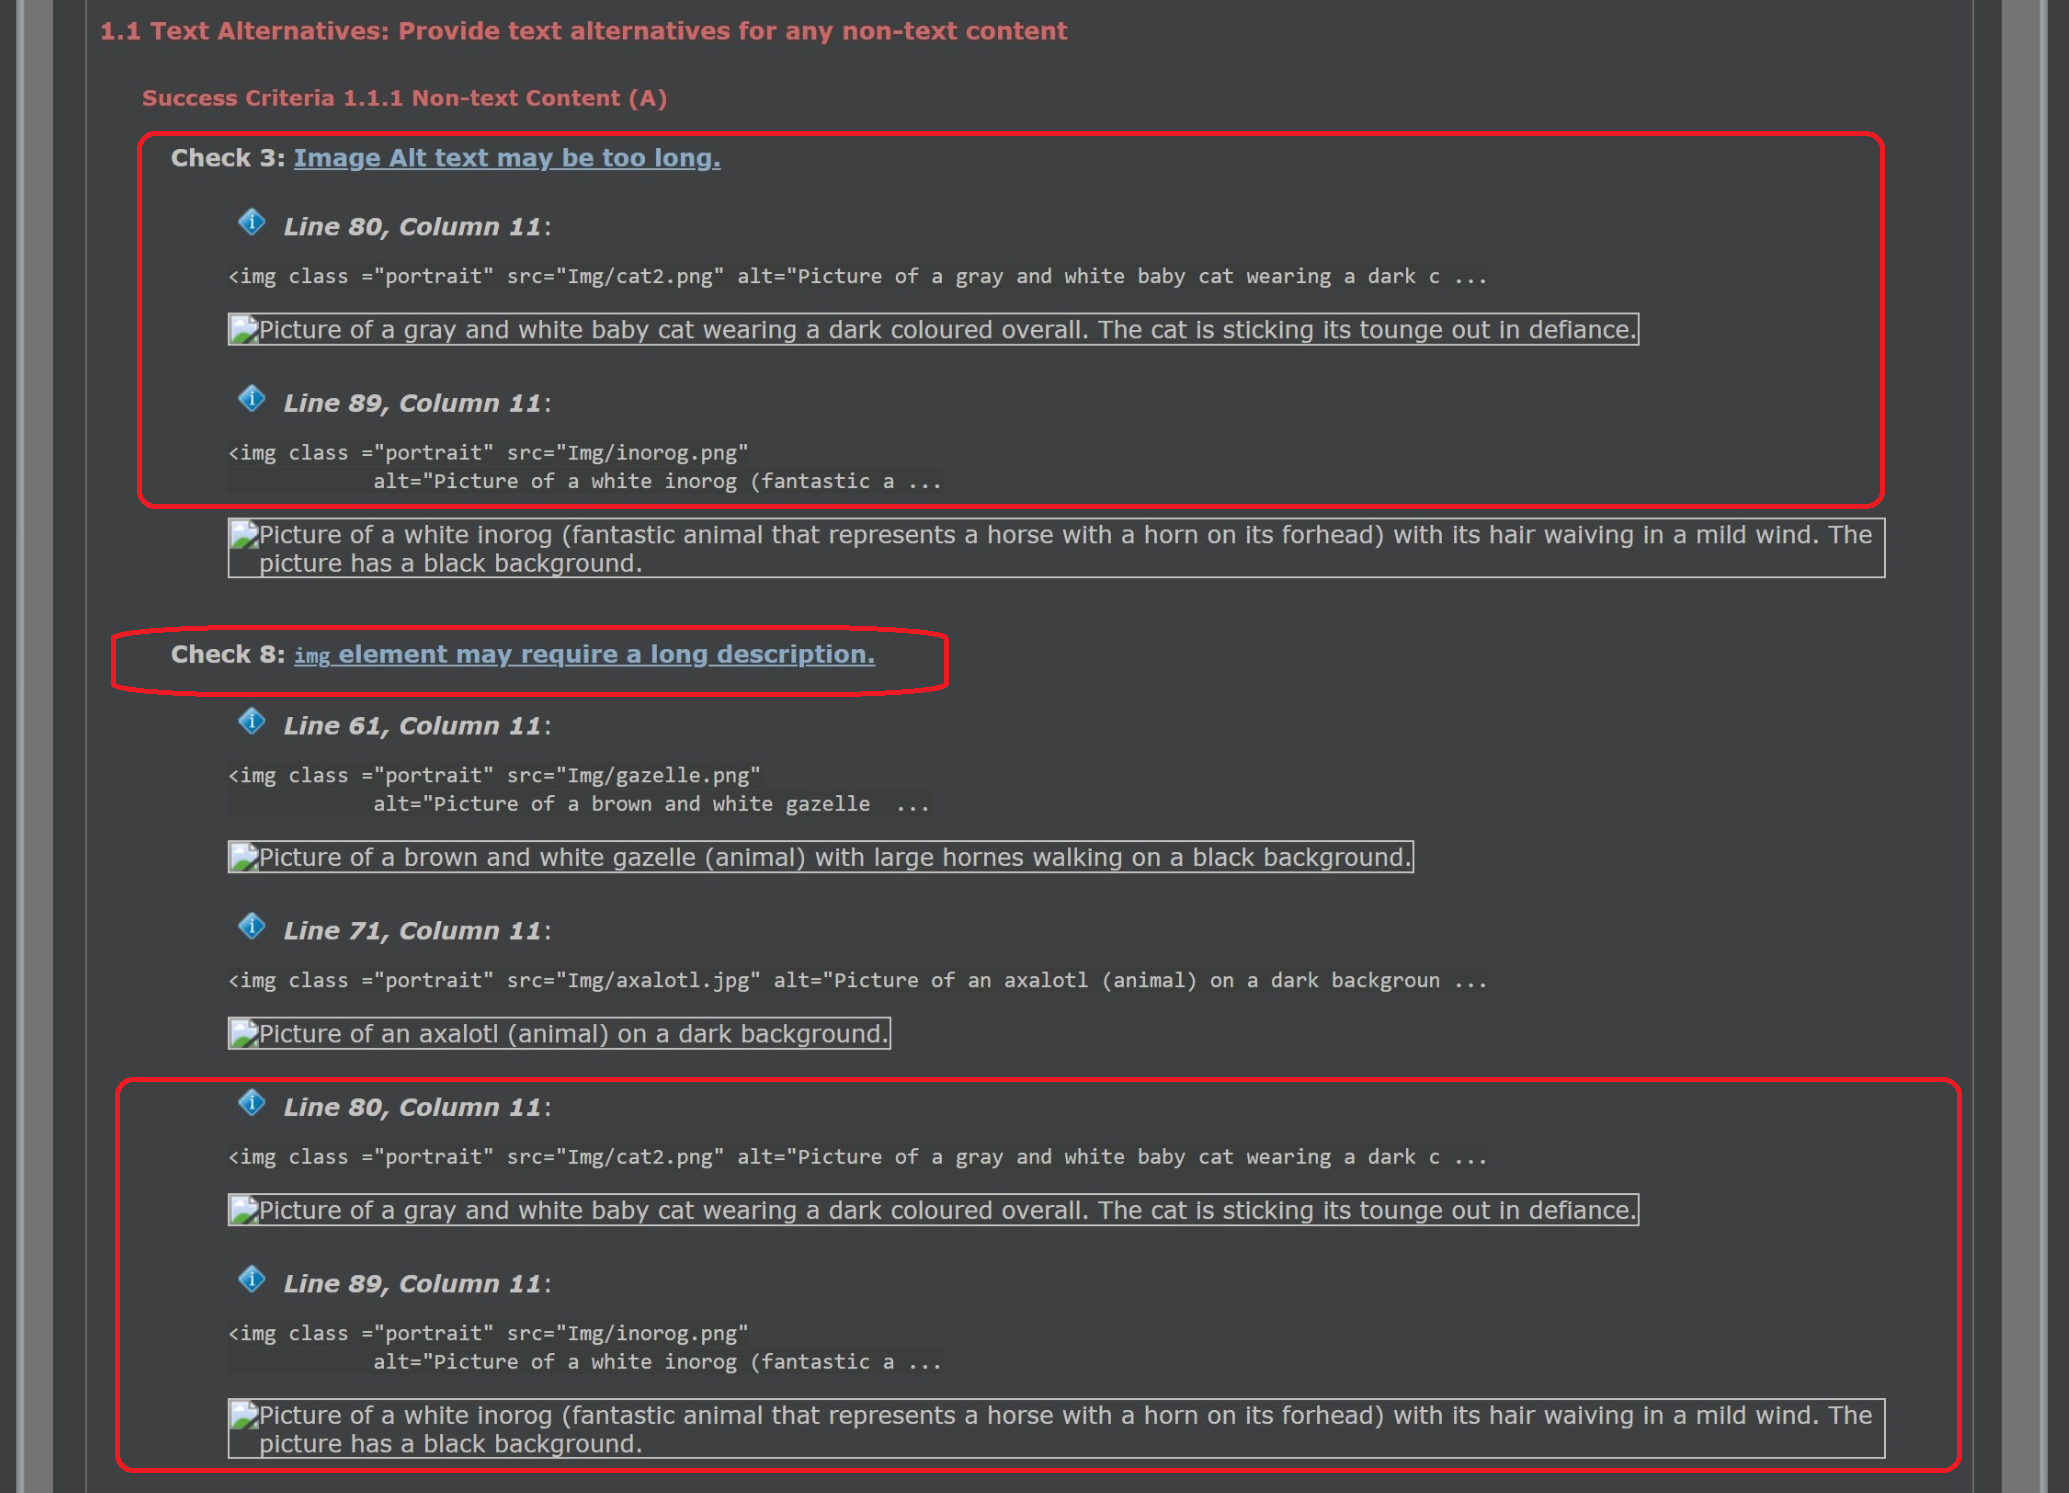 1.1 Text Alternatives: Provide text alternatives for any non-text content
Success Criteria 1.1.1 Non-text Content (A)
Check 3: Image Alt text may be too long.
Line 80, Column 11:
<img class ="portrait" src="Img/cat2.png" alt="Picture of a gray and white baby cat wearing a dark c ...
Picture of a gray and white baby cat wearing a dark coloured overall. The cat is sticking its tounge out in defiance.
Line 89, Column 11:
<img class ="portrait" src="Img/inorog.png"
alt="Picture of a white inorog (fantastic a ...
Picture of a white inorog (fantastic animal that represents a horse with a horn on its forhead) with its hair waiving in a mild wind. The
picture has a black background.
Check 8: img element may require a long description.
Line 61, Column 11:
<img class ="portrait" src="Img/gazelle.png"
alt="Picture of a brown and white gazelle  ...
Picture of a brown and white gazelle (animal) with large hornes walking on a black background.
Line 71, Column 11:
<img class ="portrait" src="Img/axalotl.jpg" alt="Picture of an axalotl (animal) on a dark backgroun ...
Picture of an axalotl (animal) on a dark background.
Line 80, Column 11:
<img class ="portrait" src="Img/cat2.png" alt="Picture of a gray and white baby cat wearing a dark c ...
Picture of a gray and white baby cat wearing a dark coloured overall. The cat is sticking its tounge out in defiance.
Line 89, Column 11:
<img class ="portrait" src="Img/inorog.png"
alt="Picture of a white inorog (fantastic a ...
Picture of a white inorog (fantastic animal that represents a horse with a horn on its forhead) with its hair waiving in a mild wind. The
picture has a black background.